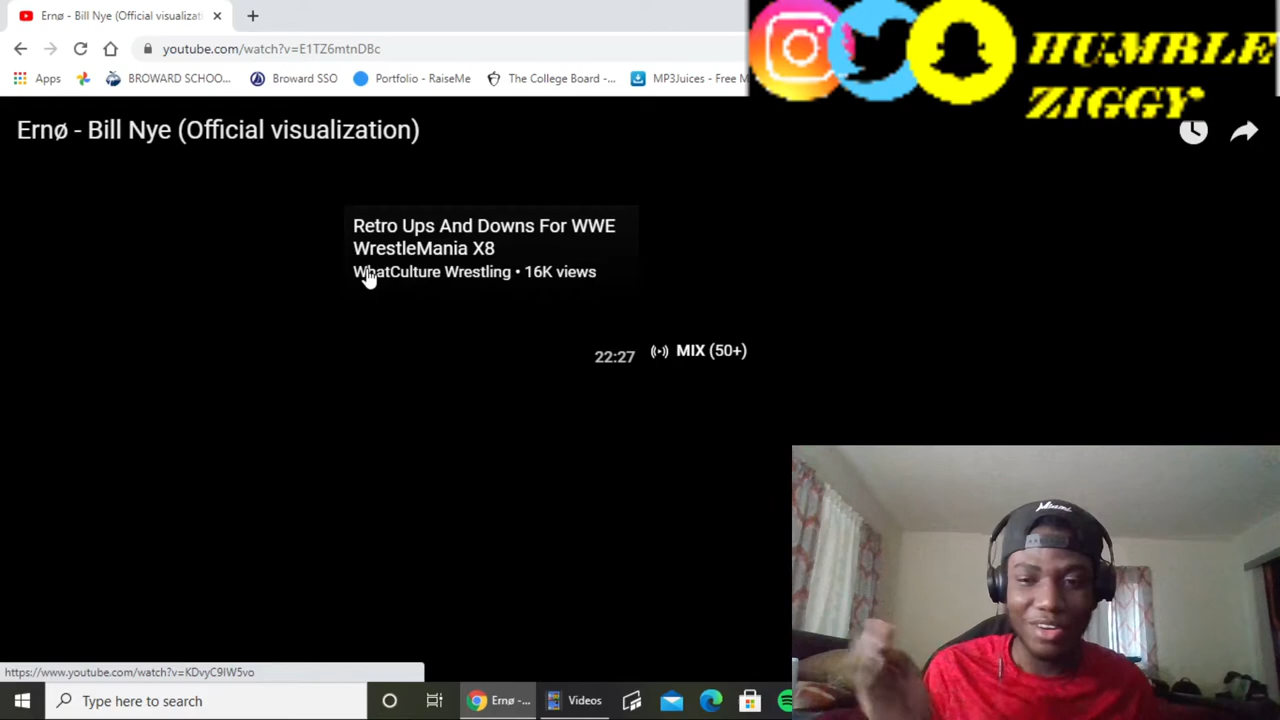 Ernø - Bill Nye (Official visualizati
youtube.com/watch?v=E1TZ6mtnDBc
Apps
BROWARD SCHOO...
Broward SSO
Portfolio - RaiseMe
The College Board -...
MP3Juices - Free M
HUMBLE
ZIGGY
Ernø - Bill Nye (Official visualization)
Retro Ups And Downs For WWE
WrestleMania X8
WhatCulture Wrestling • 16K views
22:27
MIX (50+)
Miami
https://www.youtube.com/watch?v=KDvyC9IW5vo
Type here to search
Ernø -...
Videos